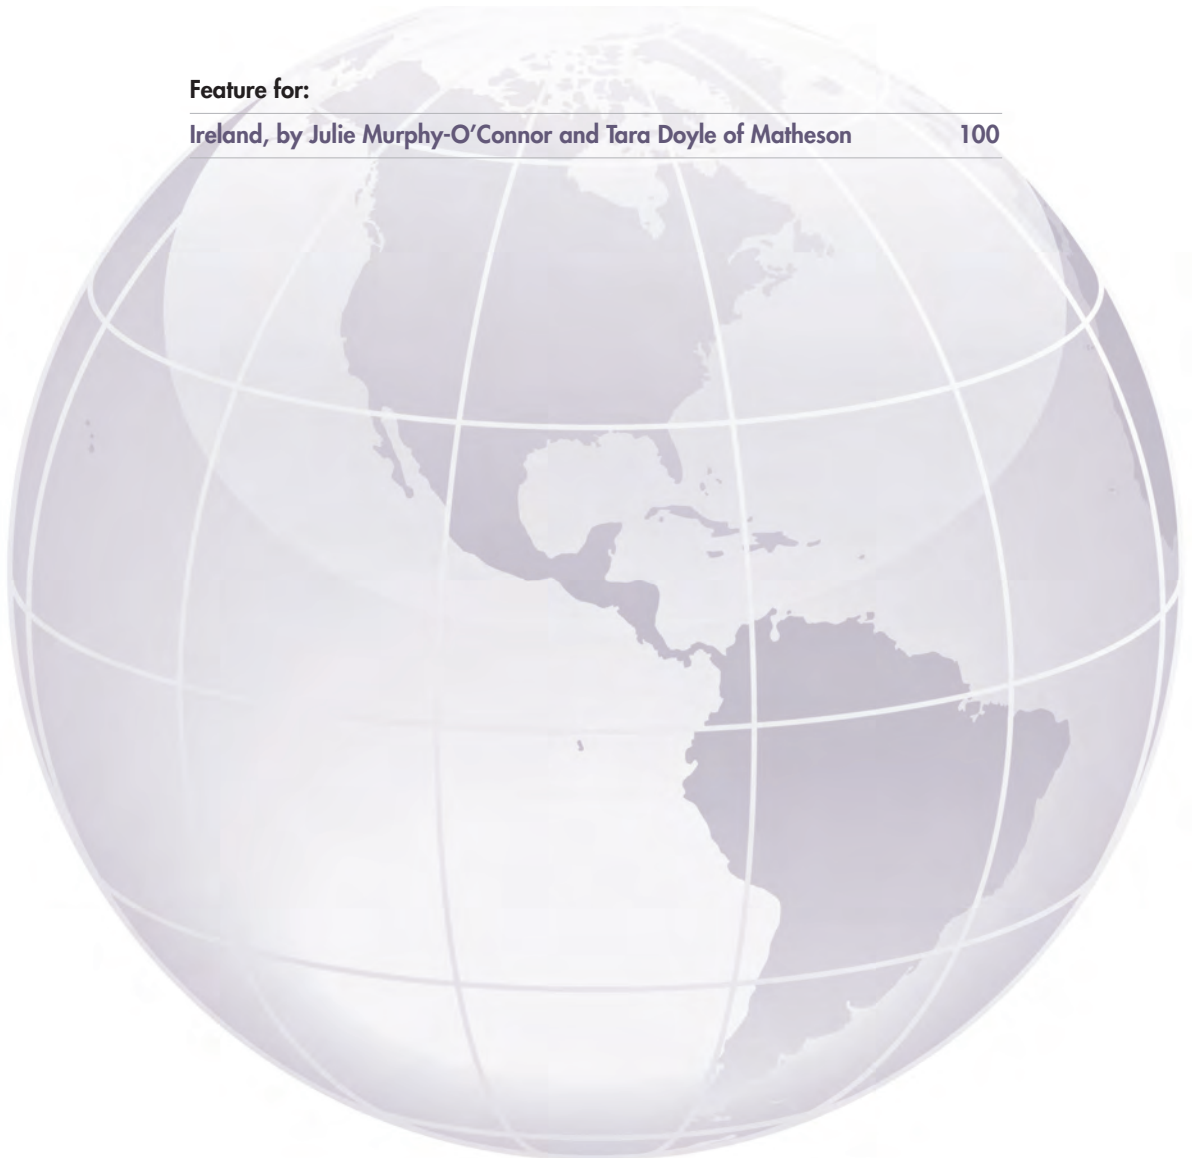 Feature for:
Ireland, by Julie Murphy-O’Connor and Tara Doyle of Matheson 100